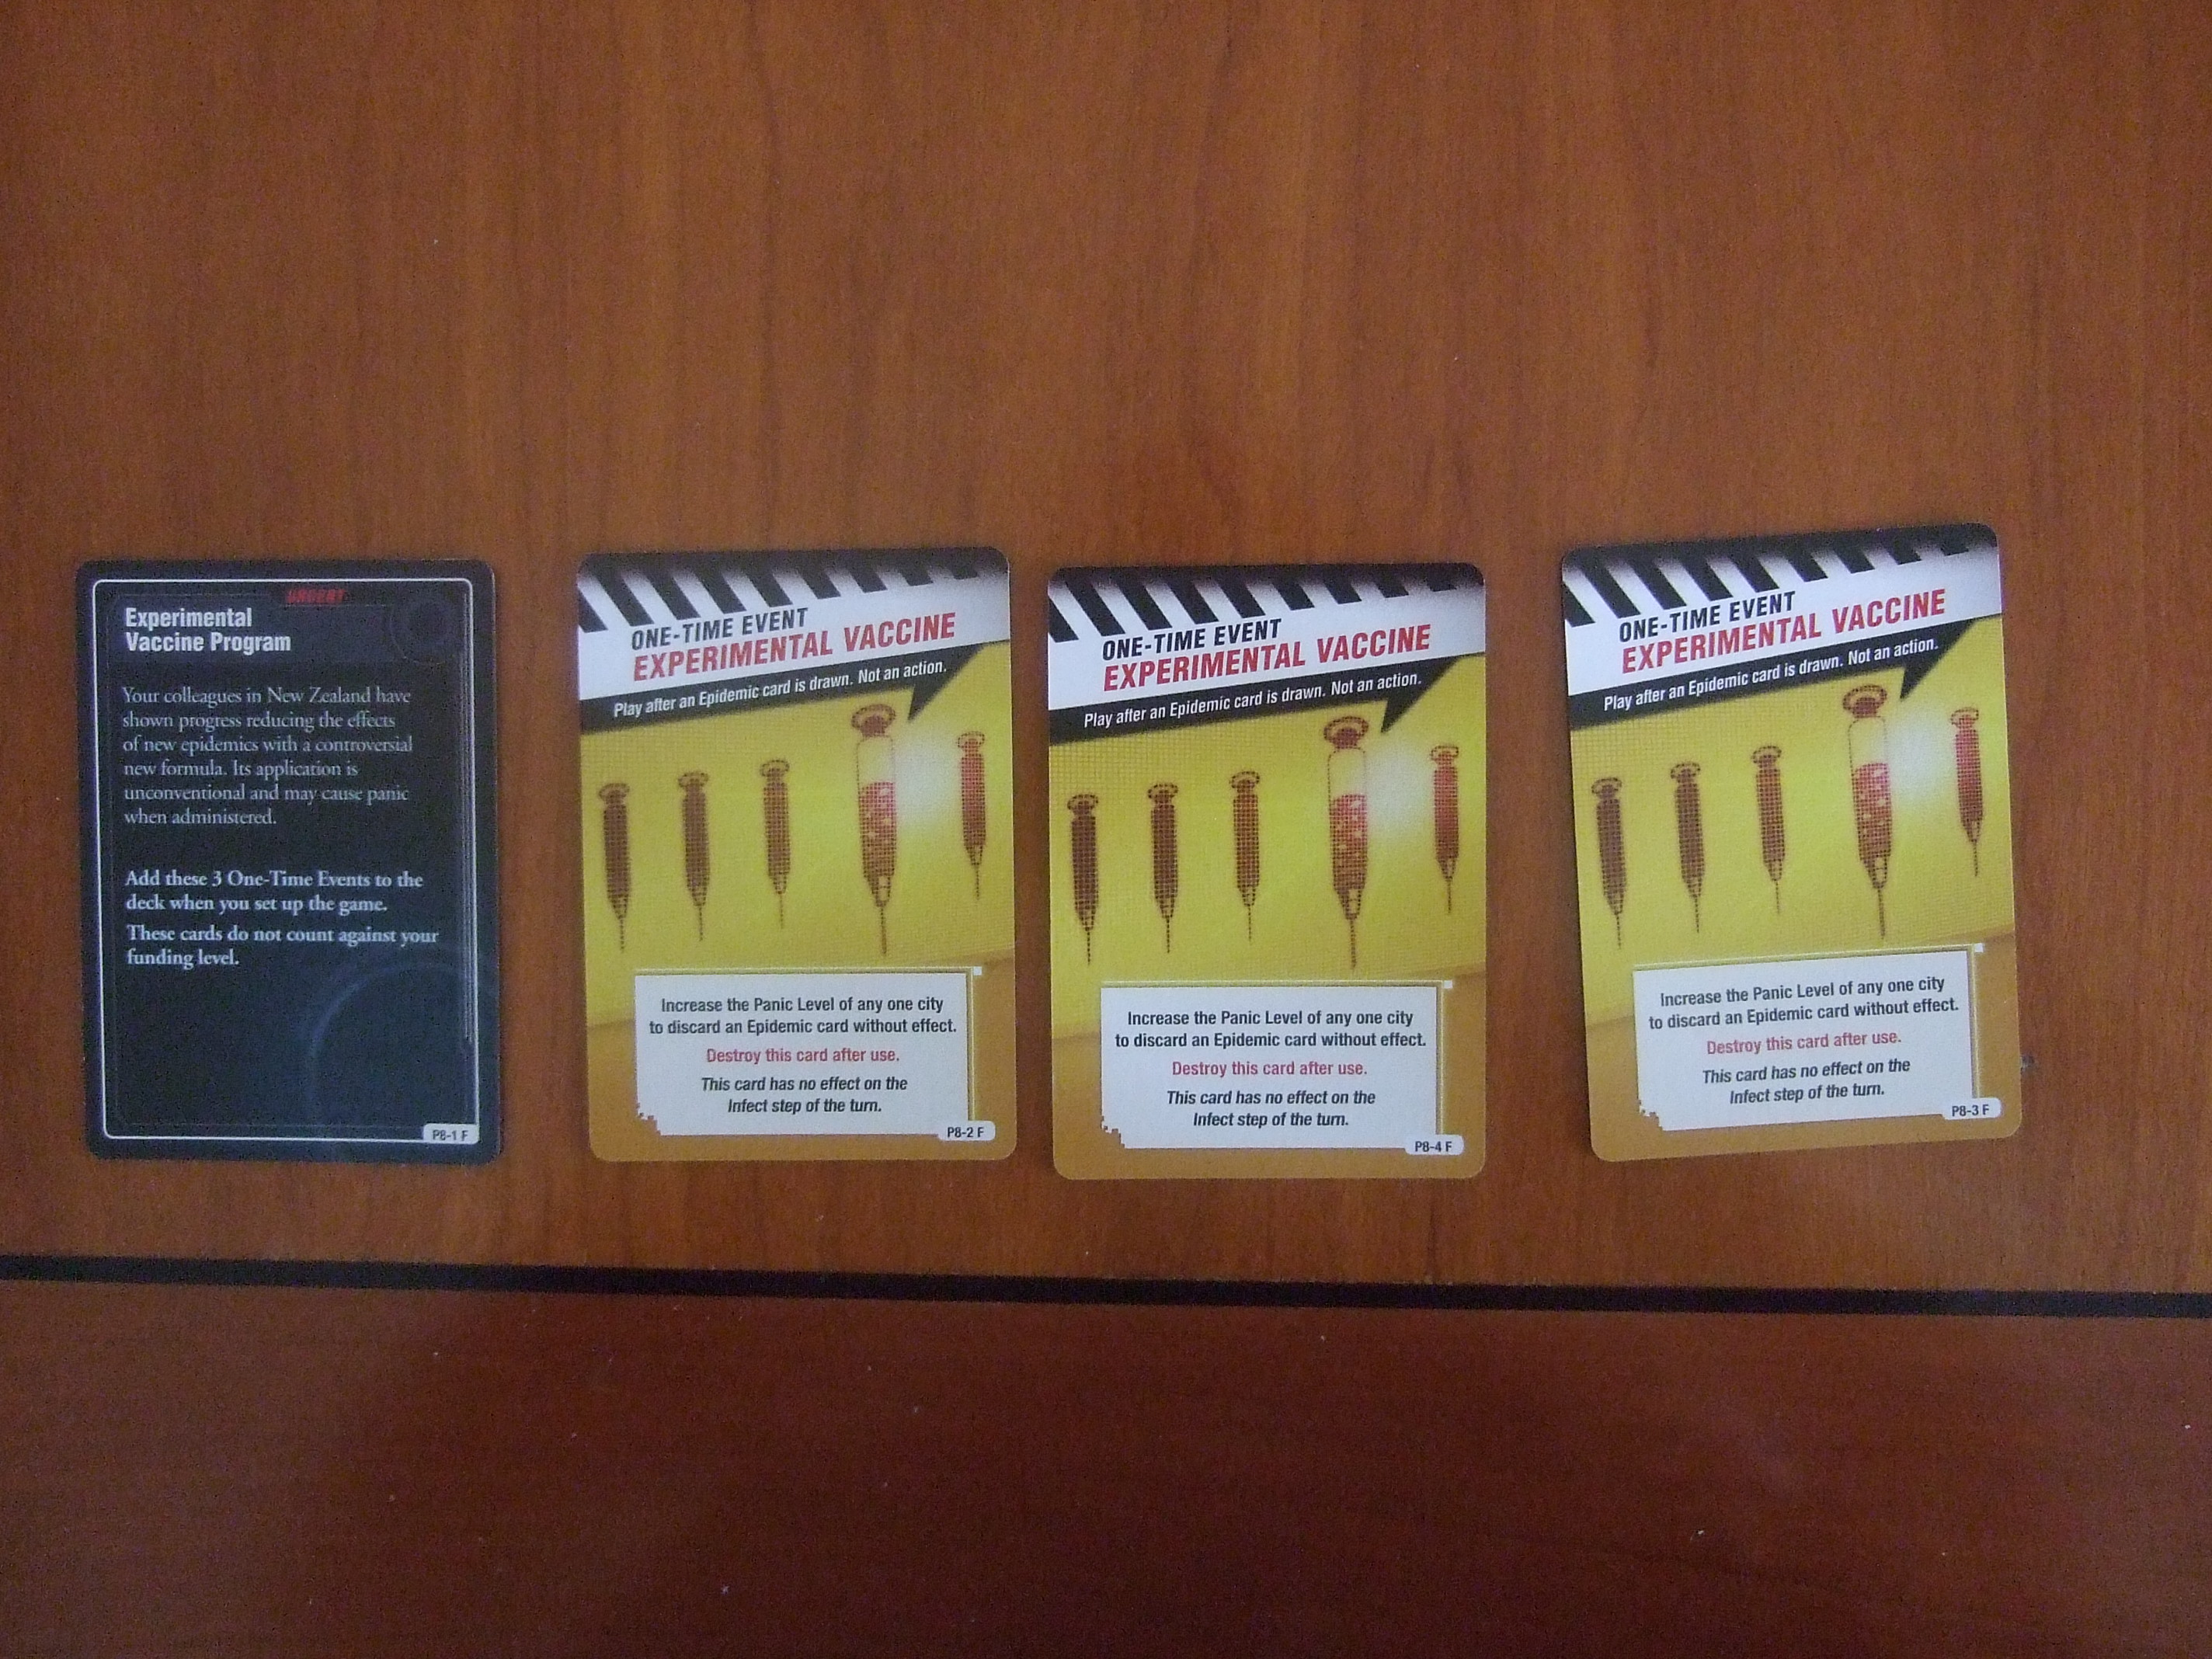 URGENT
Experimental
Vaccine Program
Your colleagues in New Zealand have
shown progress reducing the effects
of new epidemics with a controversial
new formula. Its application is
unconventional and may cause panic
when administered.
Add these 3 One-Time Events to the
deck when you set up the game.
These cards do not count against your
funding level.
P8-1 F
ONE-TIME EVENT
EXPERIMENTAL VACCINE
Play after an Epidemic card is drawn. Not an action.
Increase the Panic Level of any one city
to discard an Epidemic card without effect.
Destroy this card after use.
This card has no effect on the
Infect step of the turn.
P8-2 F
ONE-TIME EVENT
EXPERIMENTAL VACCINE
Play after an Epidemic card is drawn. Not an action.
Increase the Panic Level of any one city
to discard an Epidemic card without effect.
Destroy this card after use.
This card has no effect on the
Infect step of the turn.
P8-4 F
ONE-TIME EVENT
EXPERIMENTAL VACCINE
Play after an Epidemic card is drawn. Not an action.
Increase the Panic Level of any one city
to discard an Epidemic card without effect.
Destroy this card after use.
This card has no effect on the
Infect step of the turn.
P8-3 F